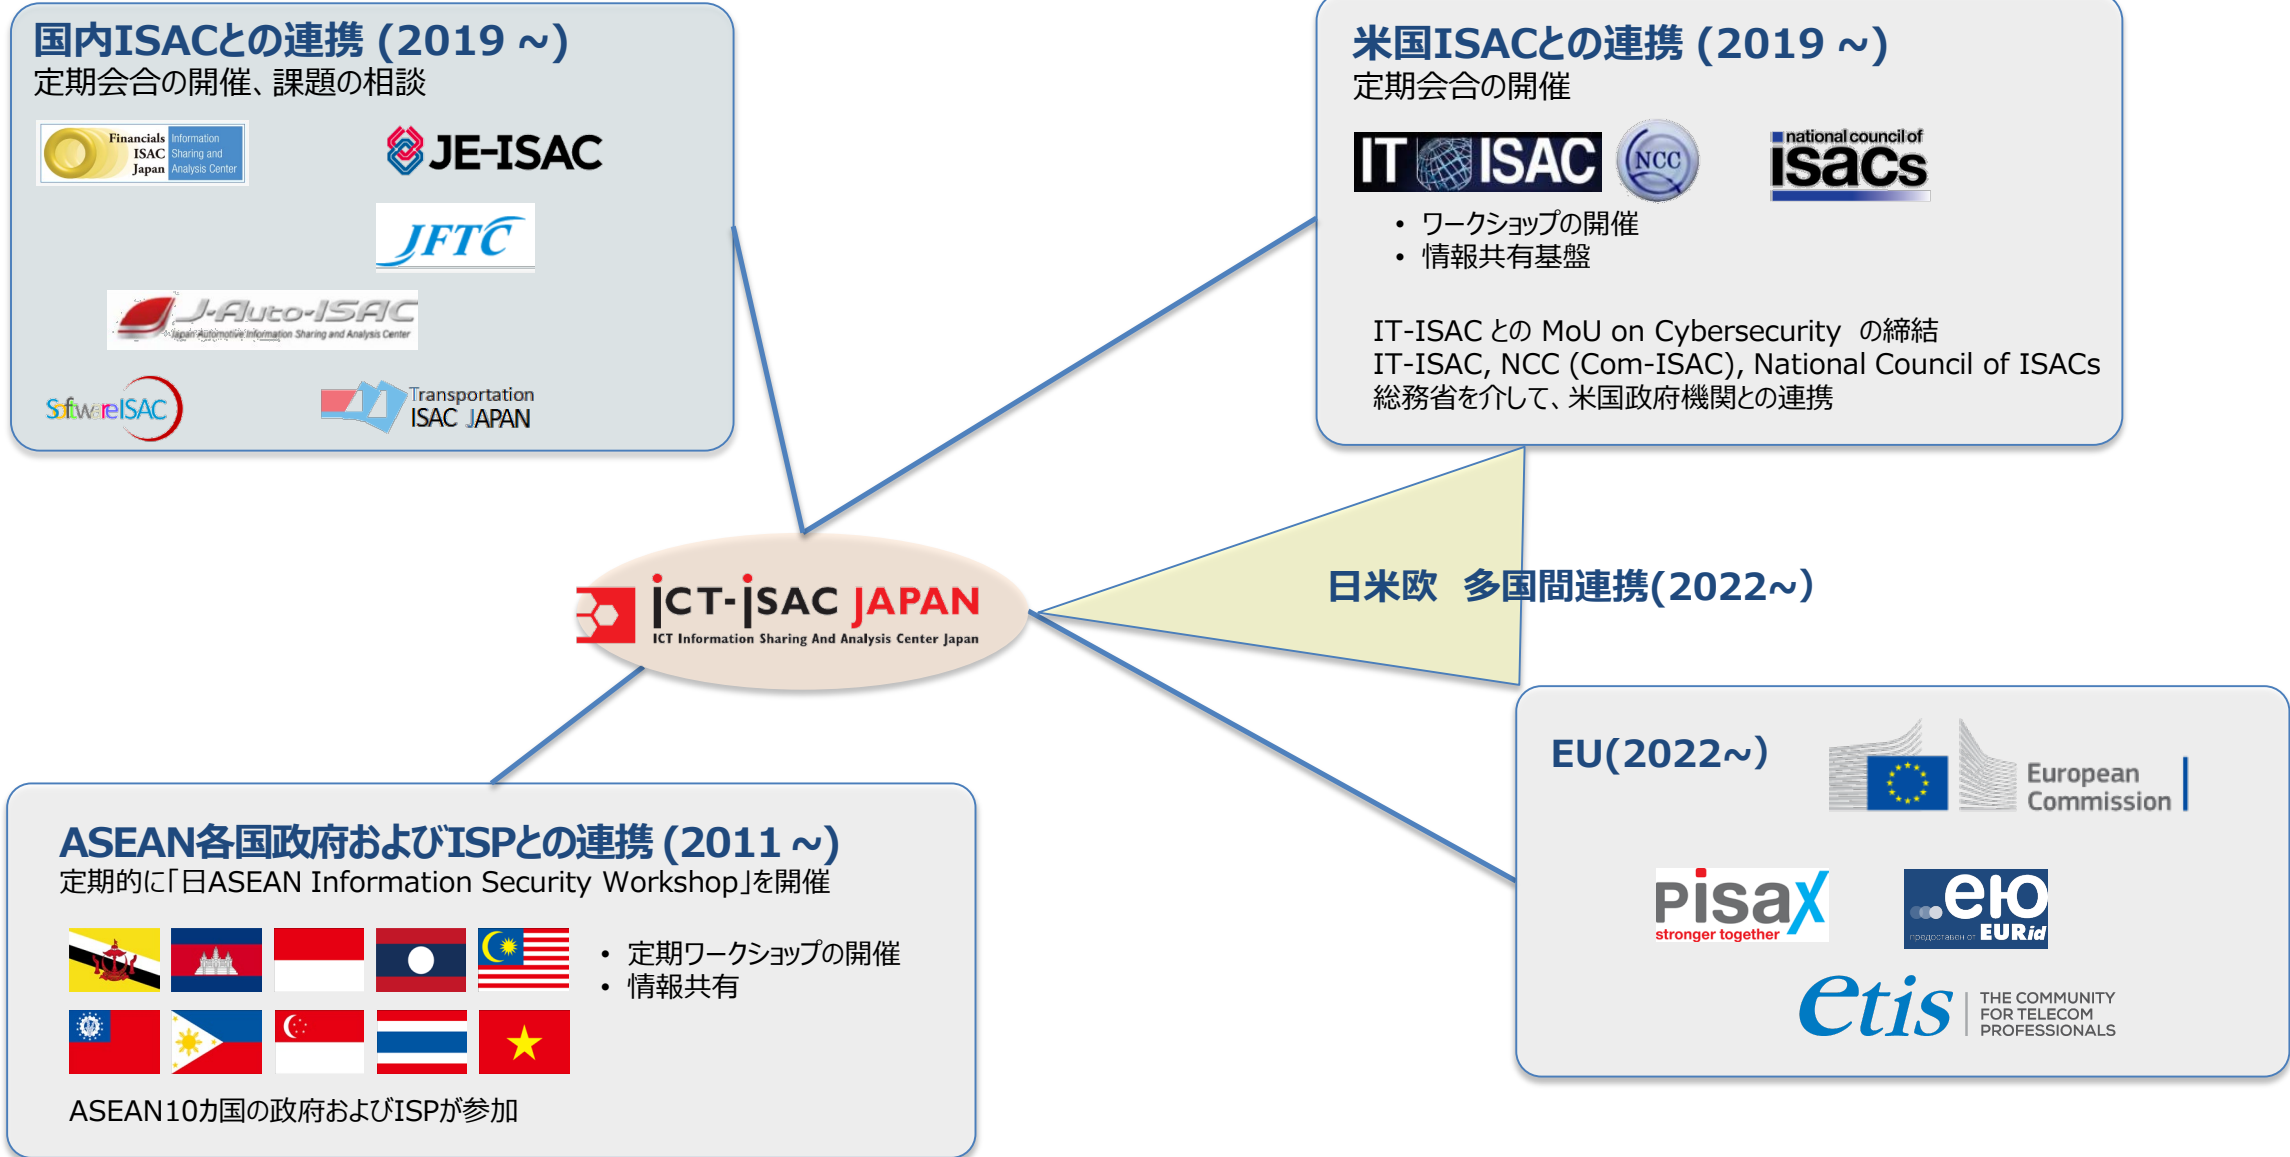 国内ISACとの連携 (2019 ~)
定期会合の開催、課題の相談
Financials
ISAC
Japan
Information
Sharing and
Analysis Center
JE-ISAC
JFTC
J-Auto-ISAC
Japan Automotive Information Sharing and Analysis Center
SoftwareISAC
Transportation
ISAC JAPAN
米国ISACとの連携 (2019 ~)
定期会合の開催
IT ISAC
NCC
national council of
isacs
• ワークショップの開催
• 情報共有基盤
IT-ISAC との MoU on Cybersecurity の締結
IT-ISAC, NCC (Com-ISAC), National Council of ISACs
総務省を介して、米国政府機関との連携
日米欧 多国間連携(2022~)
ICT-ISAC JAPAN
ICT Information Sharing And Analysis Center Japan
EU(2022~)
European
Commission
PISAX
stronger together
.ею
предоставен от EURid
etis
THE COMMUNITY
FOR TELECOM
PROFESSIONALS
ASEAN各国政府およびISPとの連携 (2011 ~)
定期的に「日ASEAN Information Security Workshop」を開催
• 定期ワークショップの開催
• 情報共有
ASEAN10カ国の政府およびISPが参加